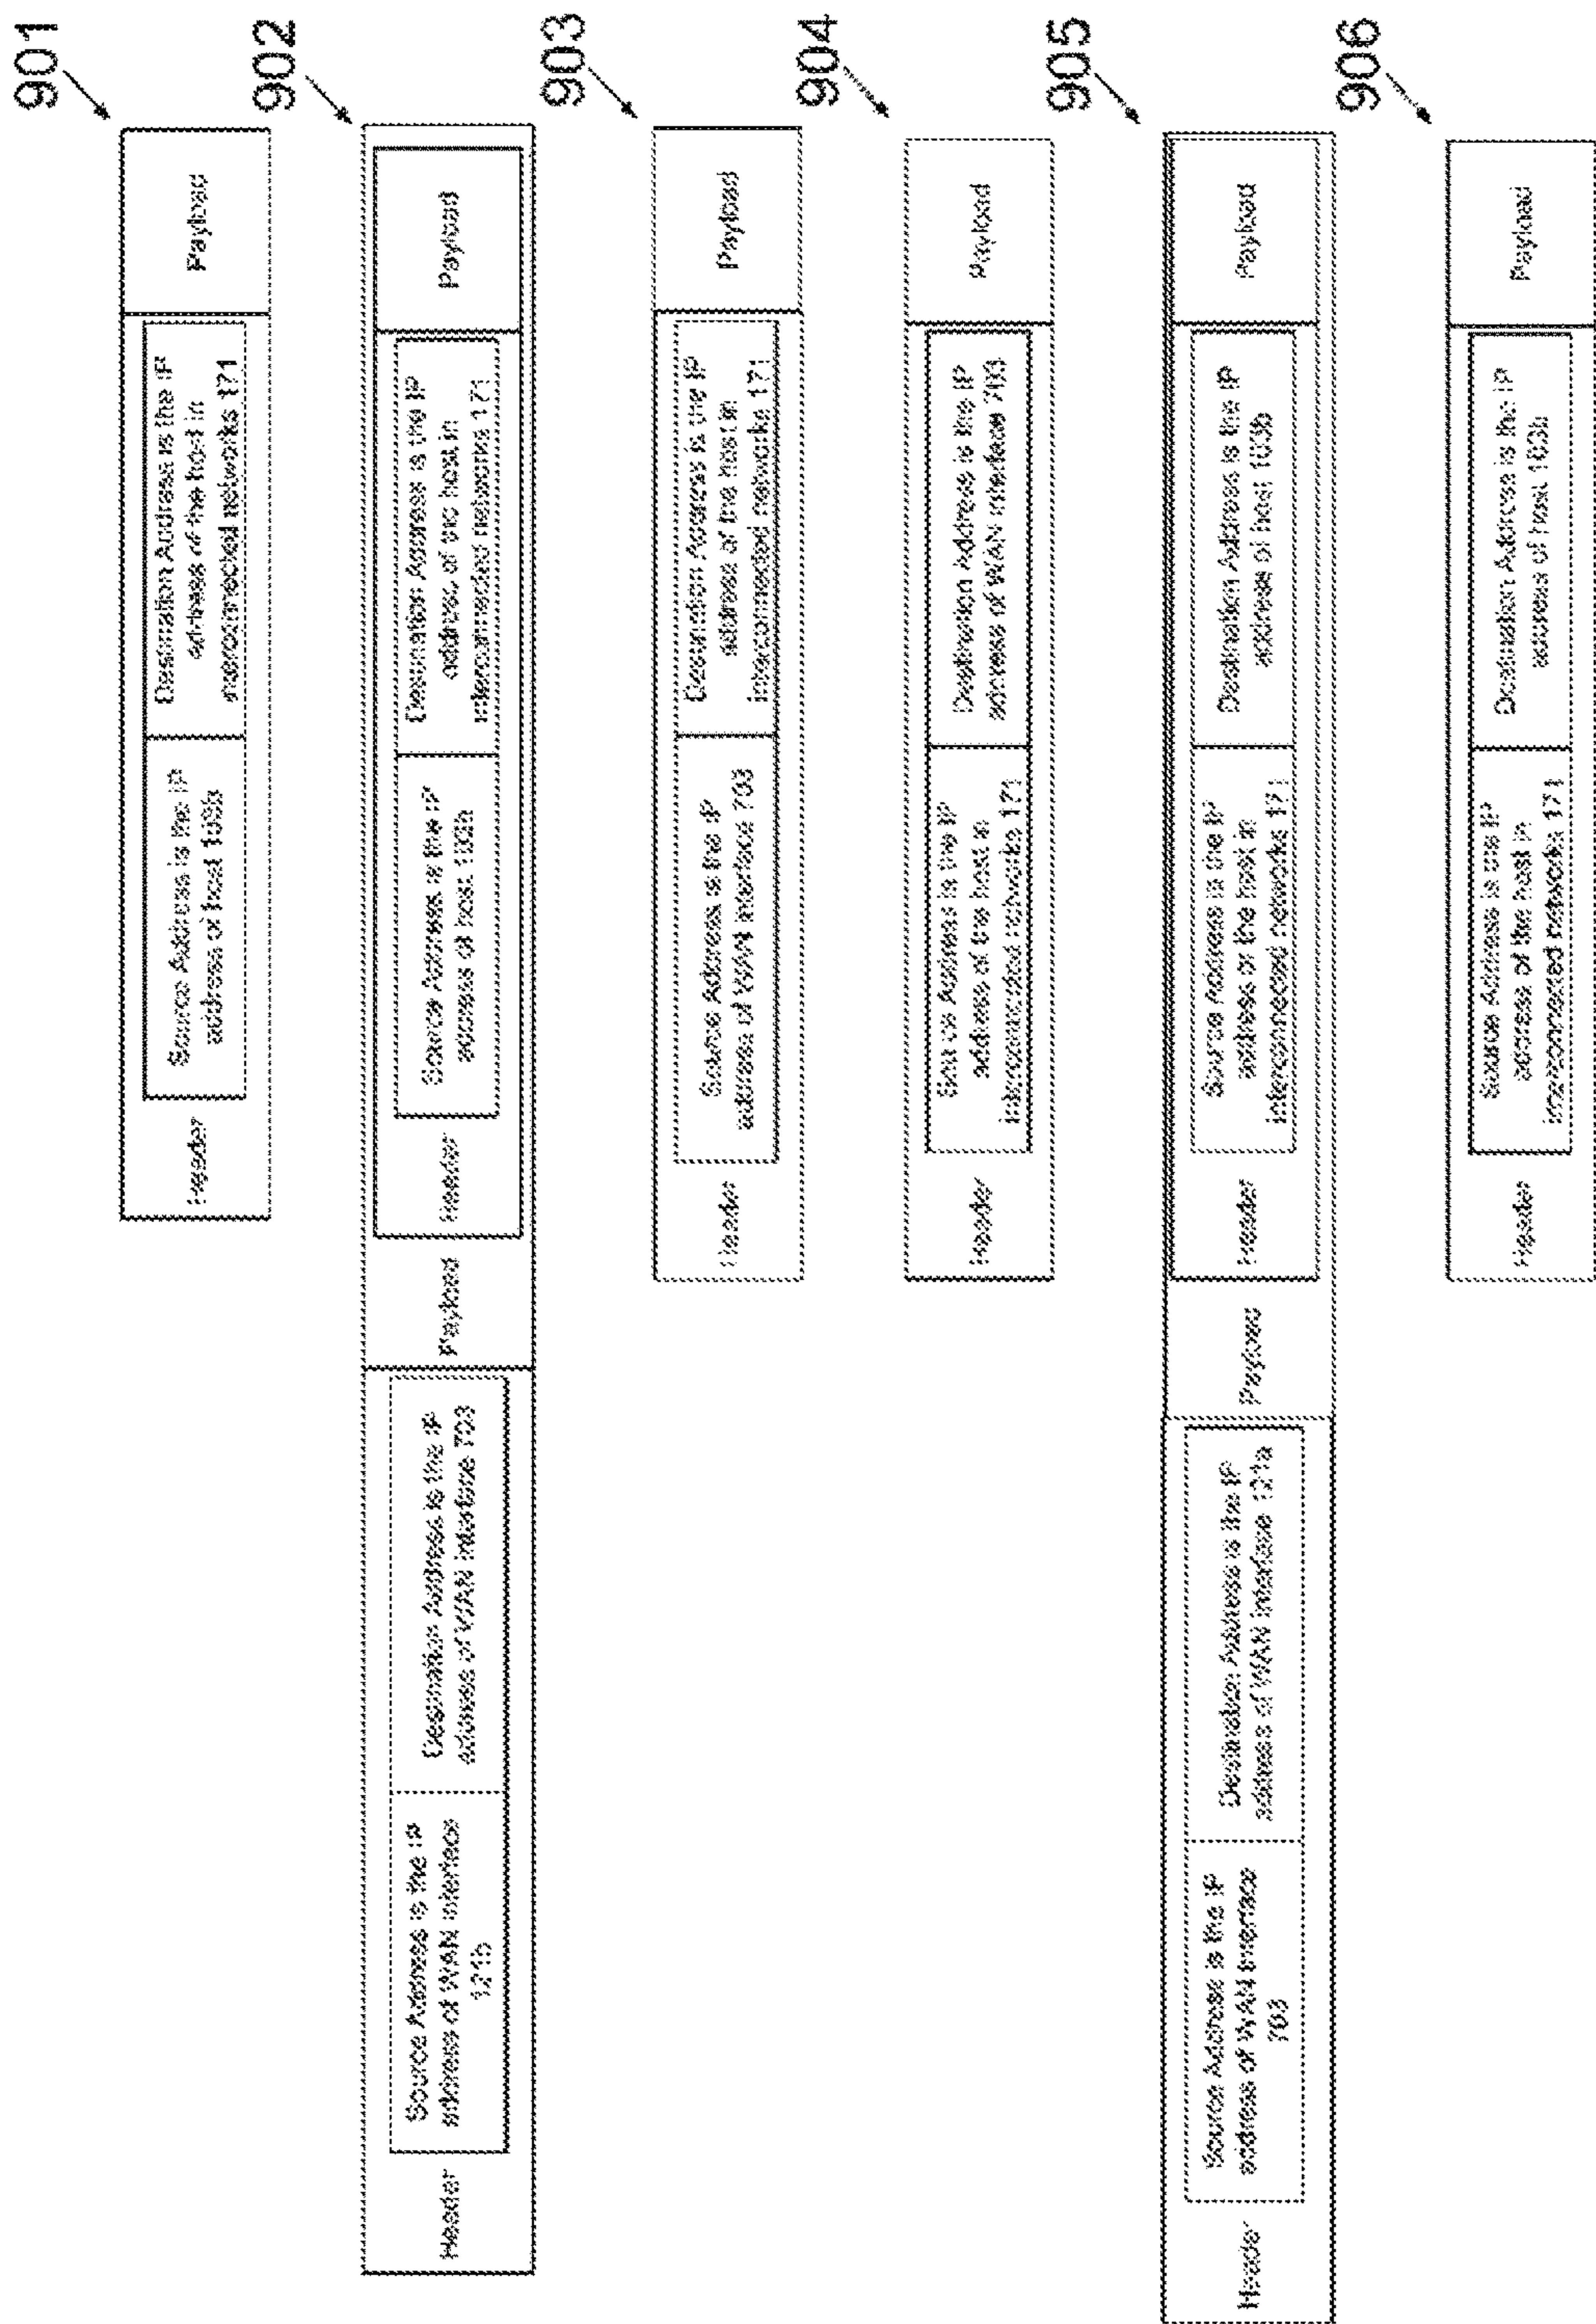 901
Header
Source Address is the IP
address of host 103b
Destination Address is the IP
address of the host in
interconnected networks 171
Payload
902
Header
Source Address is the IP
address of WAN interface
121b
Destination Address is the IP
address of WAN interface 703
Payload
Header
Source Address is the IP
address of host 103b
Destination Address is the IP
address of the host in
interconnected networks 171
Payload
903
Header
Source Address is the IP
address of WAN interface 703
Destination Address is the IP
address of the host in
interconnected networks 171
Payload
904
Header
Source Address is the IP
address of the host in
interconnected networks 171
Destination Address is the IP
address of WAN interface 703
Payload
905
Header
Source Address is the IP
address of WAN interface
703
Destination Address is the IP
address of WAN interface 121a
Payload
Header
Source Address is the IP
address of the host in
interconnected networks 171
Destination Address is the IP
address of host 103b
Payload
906
Header
Source Address is the IP
address of the host in
interconnected networks 171
Destination Address is the IP
address of host 103b
Payload